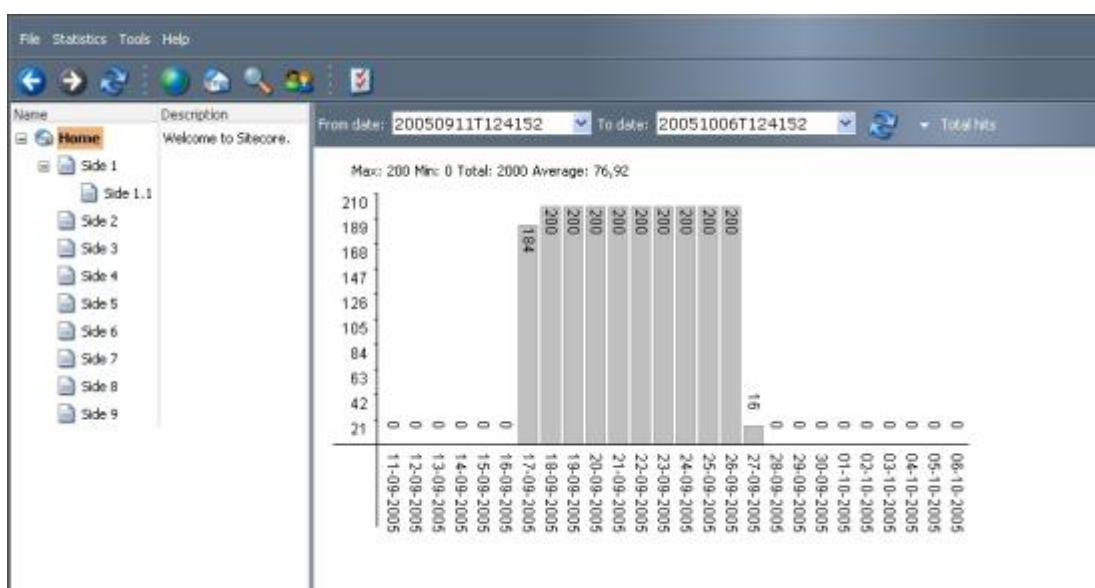 File Statistics Tools Help
Name Description
From date: 20050911T124152 To date: 20051006T124152 Total hits
Home Welcome to Sitecore.
Side 1
Side 1.1
Side 2
Side 3
Side 4
Side 5
Side 6
Side 7
Side 8
Side 9
Max: 200 Min: 0 Total: 2000 Average: 76,92
210
189
168
147
126
105
84
63
42
21
0 0 0 0 0 0 184 200 200 200 200 200 200 200 200 200 16 0 0 0 0 0 0 0 0 0
11-09-2005
12-09-2005
13-09-2005
14-09-2005
15-09-2005
16-09-2005
17-09-2005
18-09-2005
19-09-2005
20-09-2005
21-09-2005
22-09-2005
23-09-2005
24-09-2005
25-09-2005
26-09-2005
27-09-2005
28-09-2005
29-09-2005
30-09-2005
01-10-2005
02-10-2005
03-10-2005
04-10-2005
05-10-2005
06-10-2005